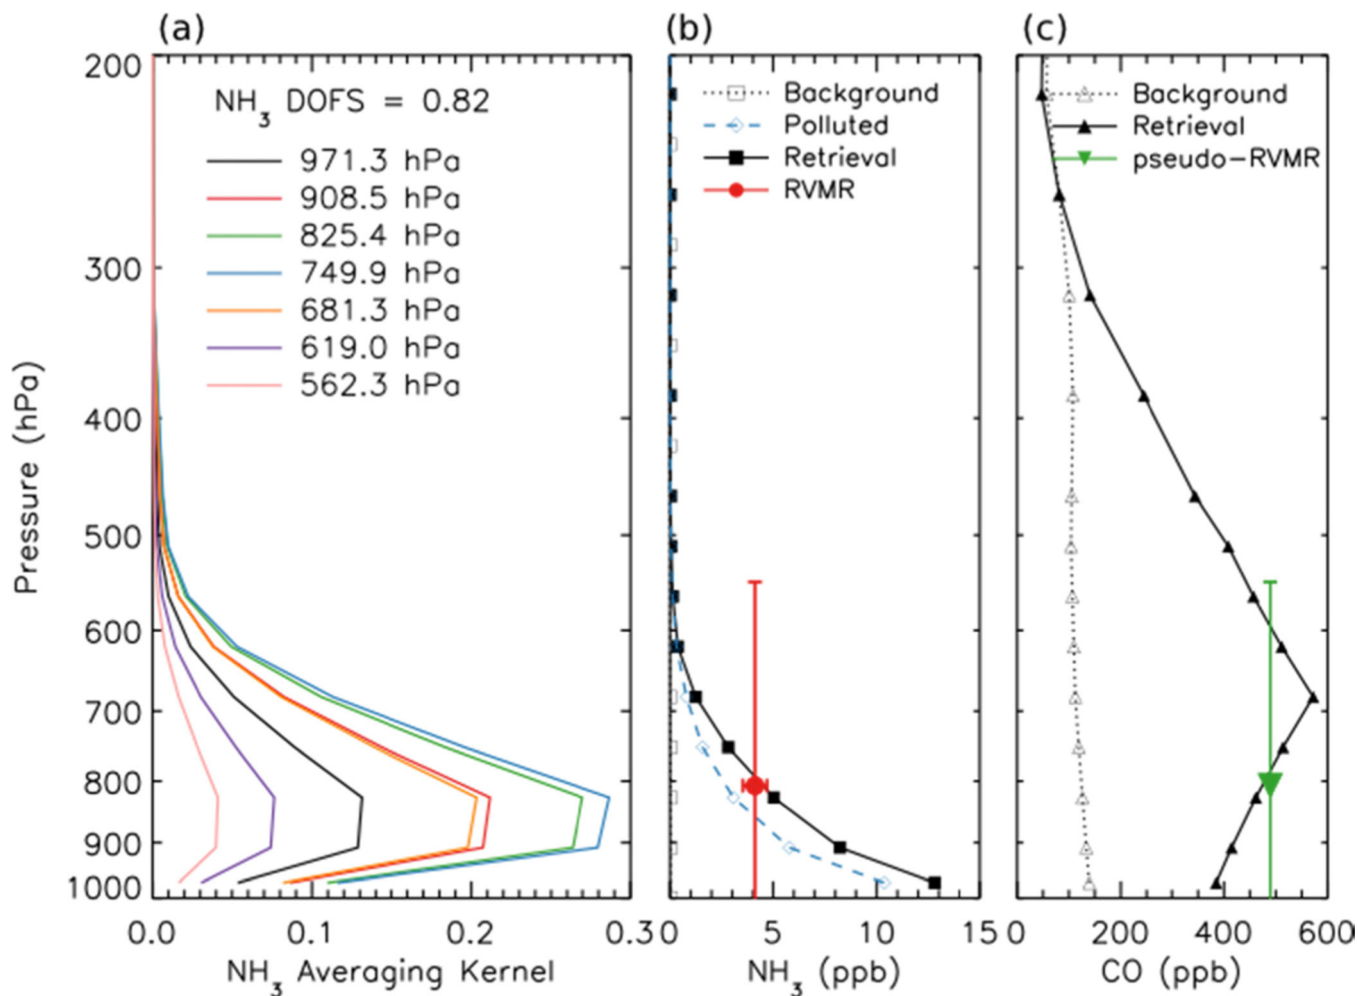 (a)
(b)
(c)
NH3 DOFS = 0.82
971.3 hPa
908.5 hPa
825.4 hPa
749.9 hPa
681.3 hPa
619.0 hPa
562.3 hPa
Background
Polluted
Retrieval
RVMR
Background
Retrieval
pseudo-RVMR
Pressure (hPa)
200
300
400
500
600
700
800
900
1000
0.0 0.1 0.2 0.3
0 5 10 15
0 200 400 600
NH3 Averaging Kernel
NH3 (ppb)
CO (ppb)